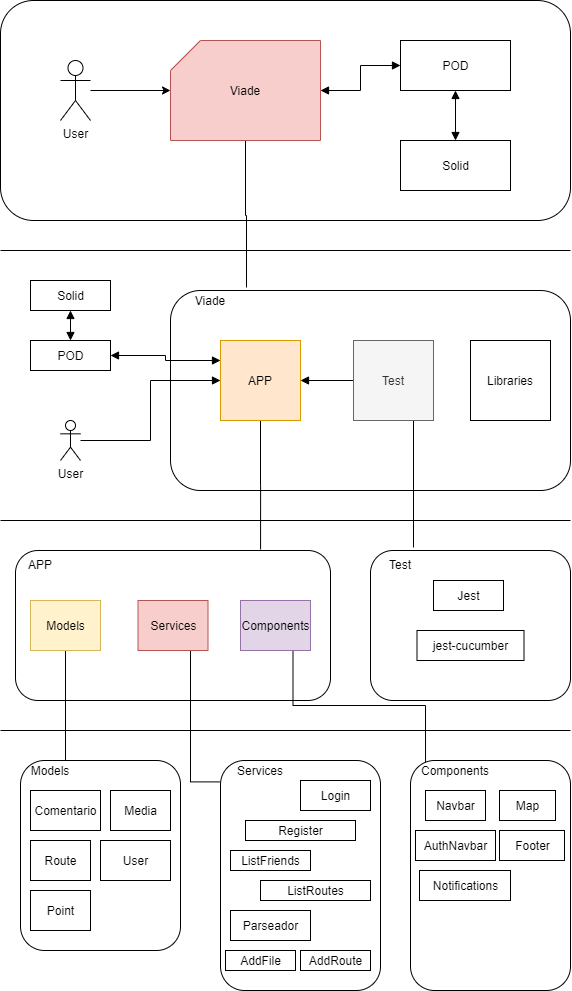 Viade
POD
User
Solid
Viade
Solid
POD
APP
Test
Libraries
User
APP
Test
Models
Services
Components
Jest
jest-cucumber
Models
Comentario
Media
Route
User
Point
Services
Login
Register
ListFriends
ListRoutes
Parseador
AddFile
AddRoute
Components
Navbar
Map
AuthNavbar
Footer
Notifications